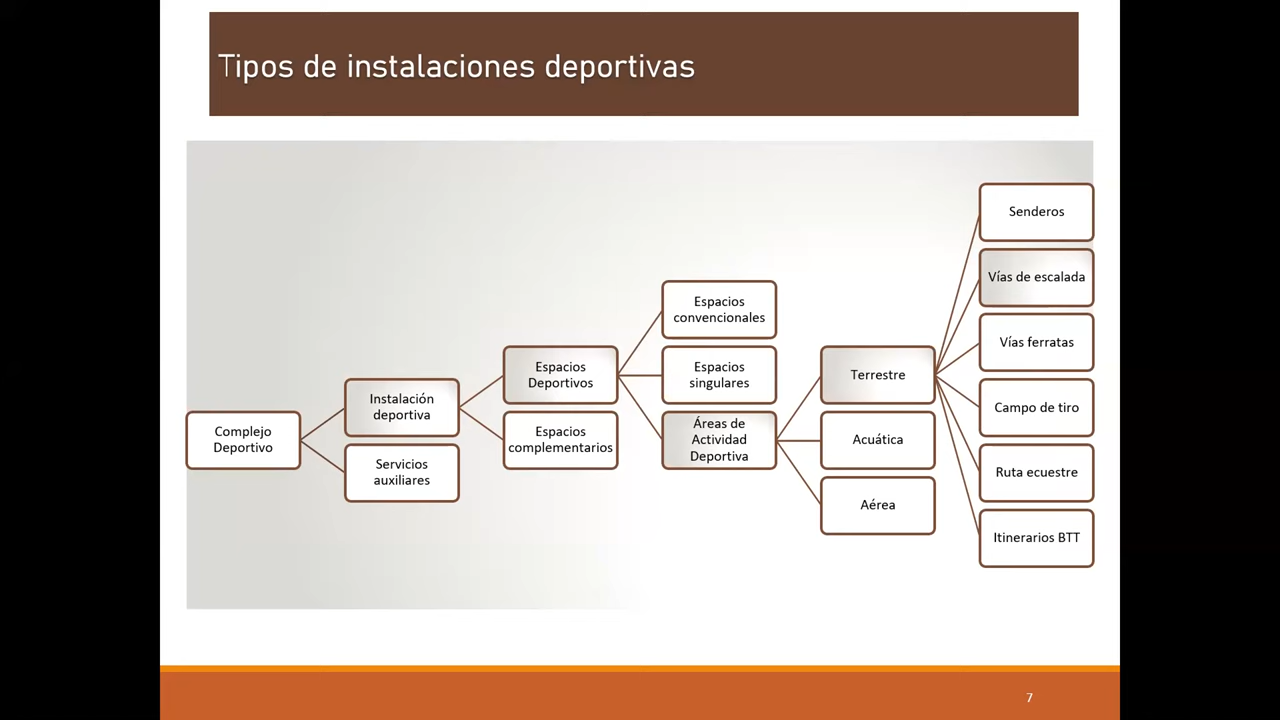 Tipos de instalaciones deportivas
Complejo
Deportivo
Instalación
deportiva
Servicios
auxiliares
Espacios
Deportivos
Espacios
complementarios
Espacios
convencionales
Espacios
singulares
Áreas de
Actividad
Deportiva
Terrestre
Acuática
Aérea
Senderos
Vías de escalada
Vías ferratas
Campo de tiro
Ruta ecuestre
Itinerarios BTT
7